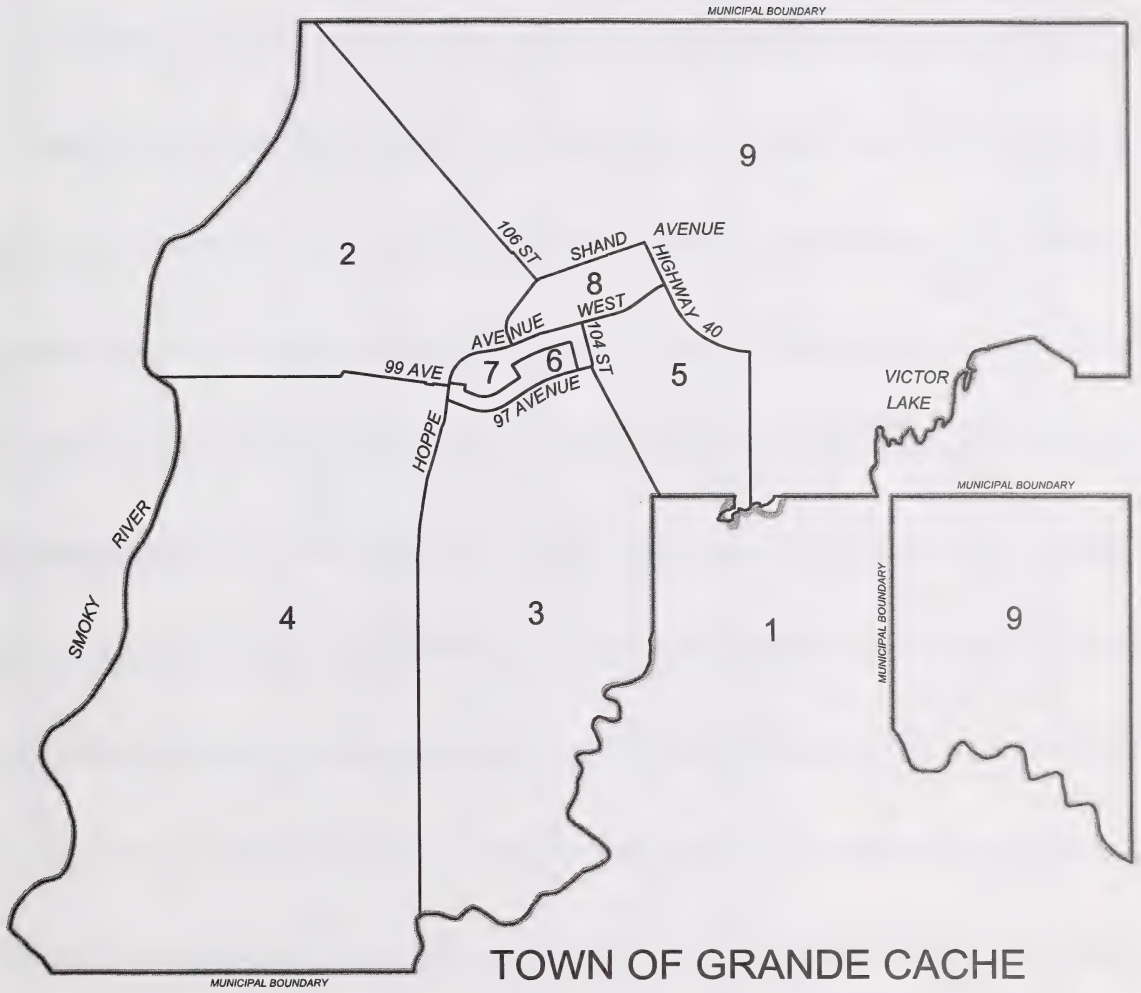 MUNICIPAL BOUNDARY
9
106 ST
SHAND
AVENUE
2
HIGHWAY 40
8
WEST
AVENUE
104 ST
99 AVE
7
6
5
97 AVENUE
VICTOR
LAKE
HOPPE
MUNICIPAL BOUNDARY
SMOKY RIVER
MUNICIPAL BOUNDARY
4
3
1
9
TOWN OF GRANDE CACHE
MUNICIPAL BOUNDARY